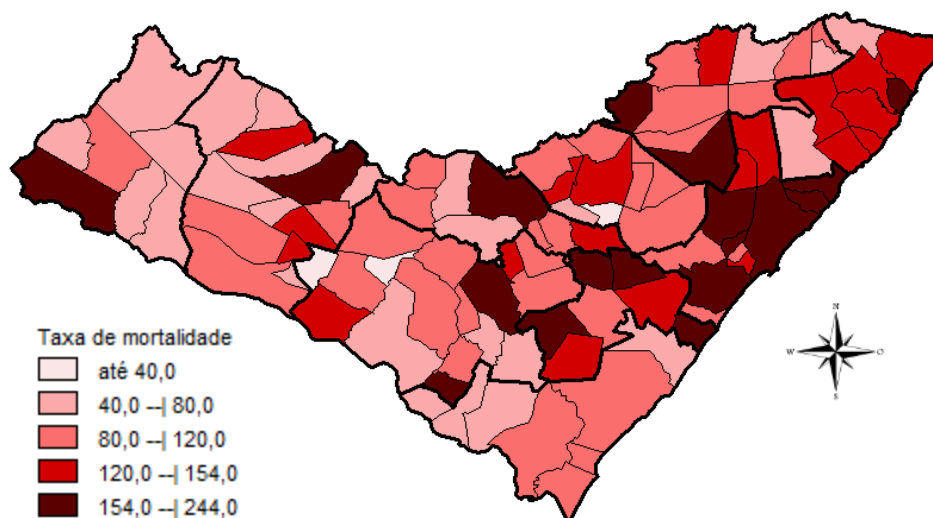 Taxa de mortalidade
até 40,0
40,0 --| 80,0
80,0 --| 120,0
120,0 --| 154,0
154,0 --| 244,0
N
W O
S